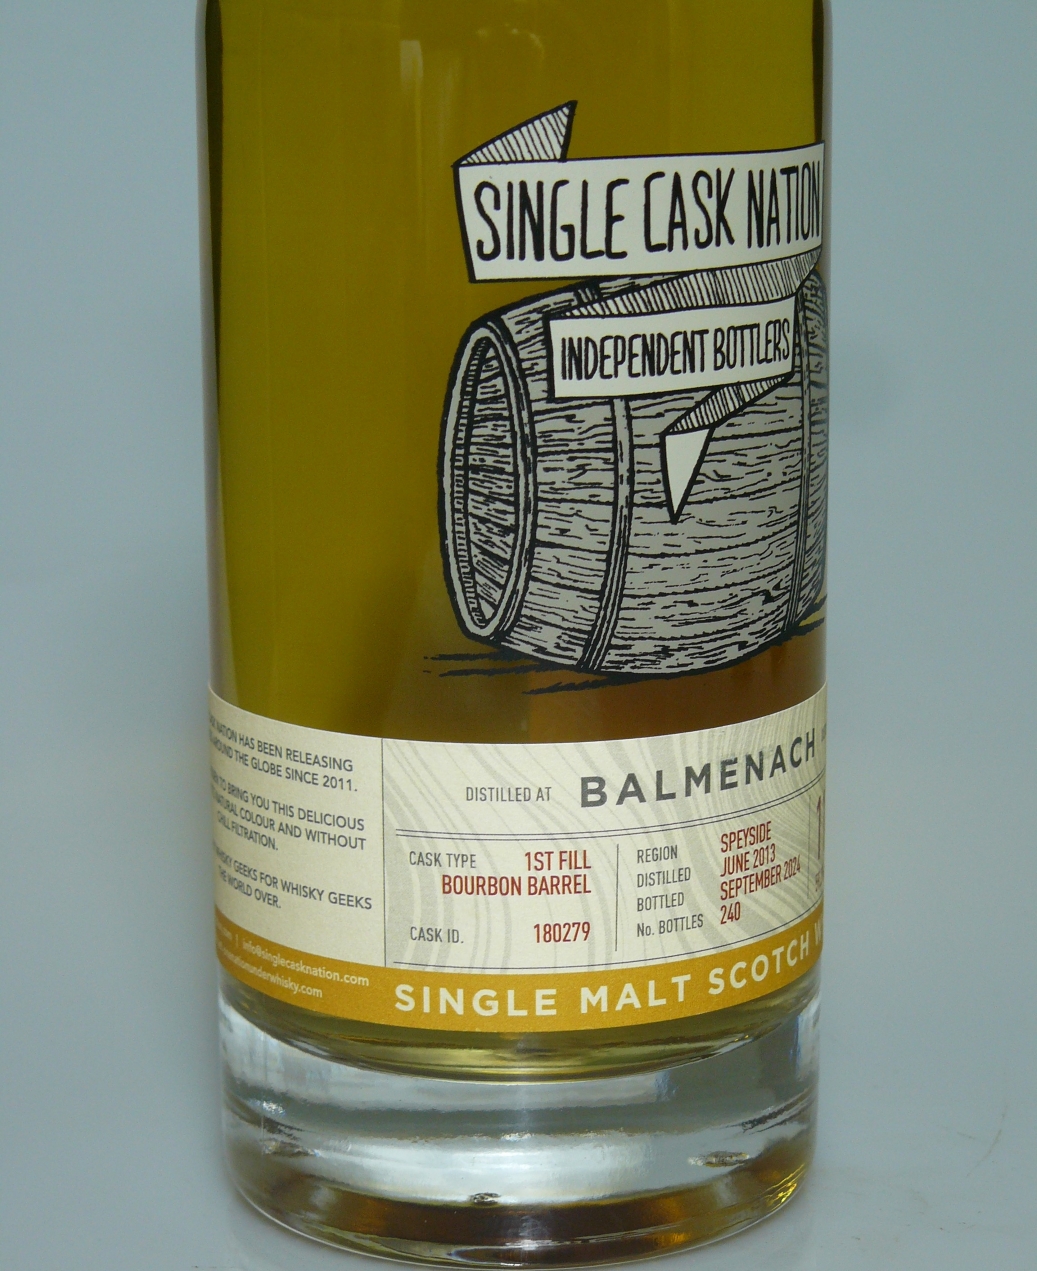 SINGLE CASK NATION
INDEPENDENT BOTTLERS
NATION HAS BEEN RELEASING
AROUND THE GLOBE SINCE 2011.
TO BRING YOU THIS DELICIOUS
NATURAL COLOUR AND WITHOUT
CHILL FILTRATION.
WHISKY GEEKS FOR WHISKY GEEKS
THE WORLD OVER.
| info@singlecasknation.com
DISTILLED AT BALMENACH
CASK TYPE 1ST FILL
BOURBON BARREL
CASK ID. 180279
REGION SPEYSIDE
DISTILLED JUNE 2013
BOTTLED SEPTEMBER 2024
No. BOTTLES 240
SINGLE MALT SCOTCH